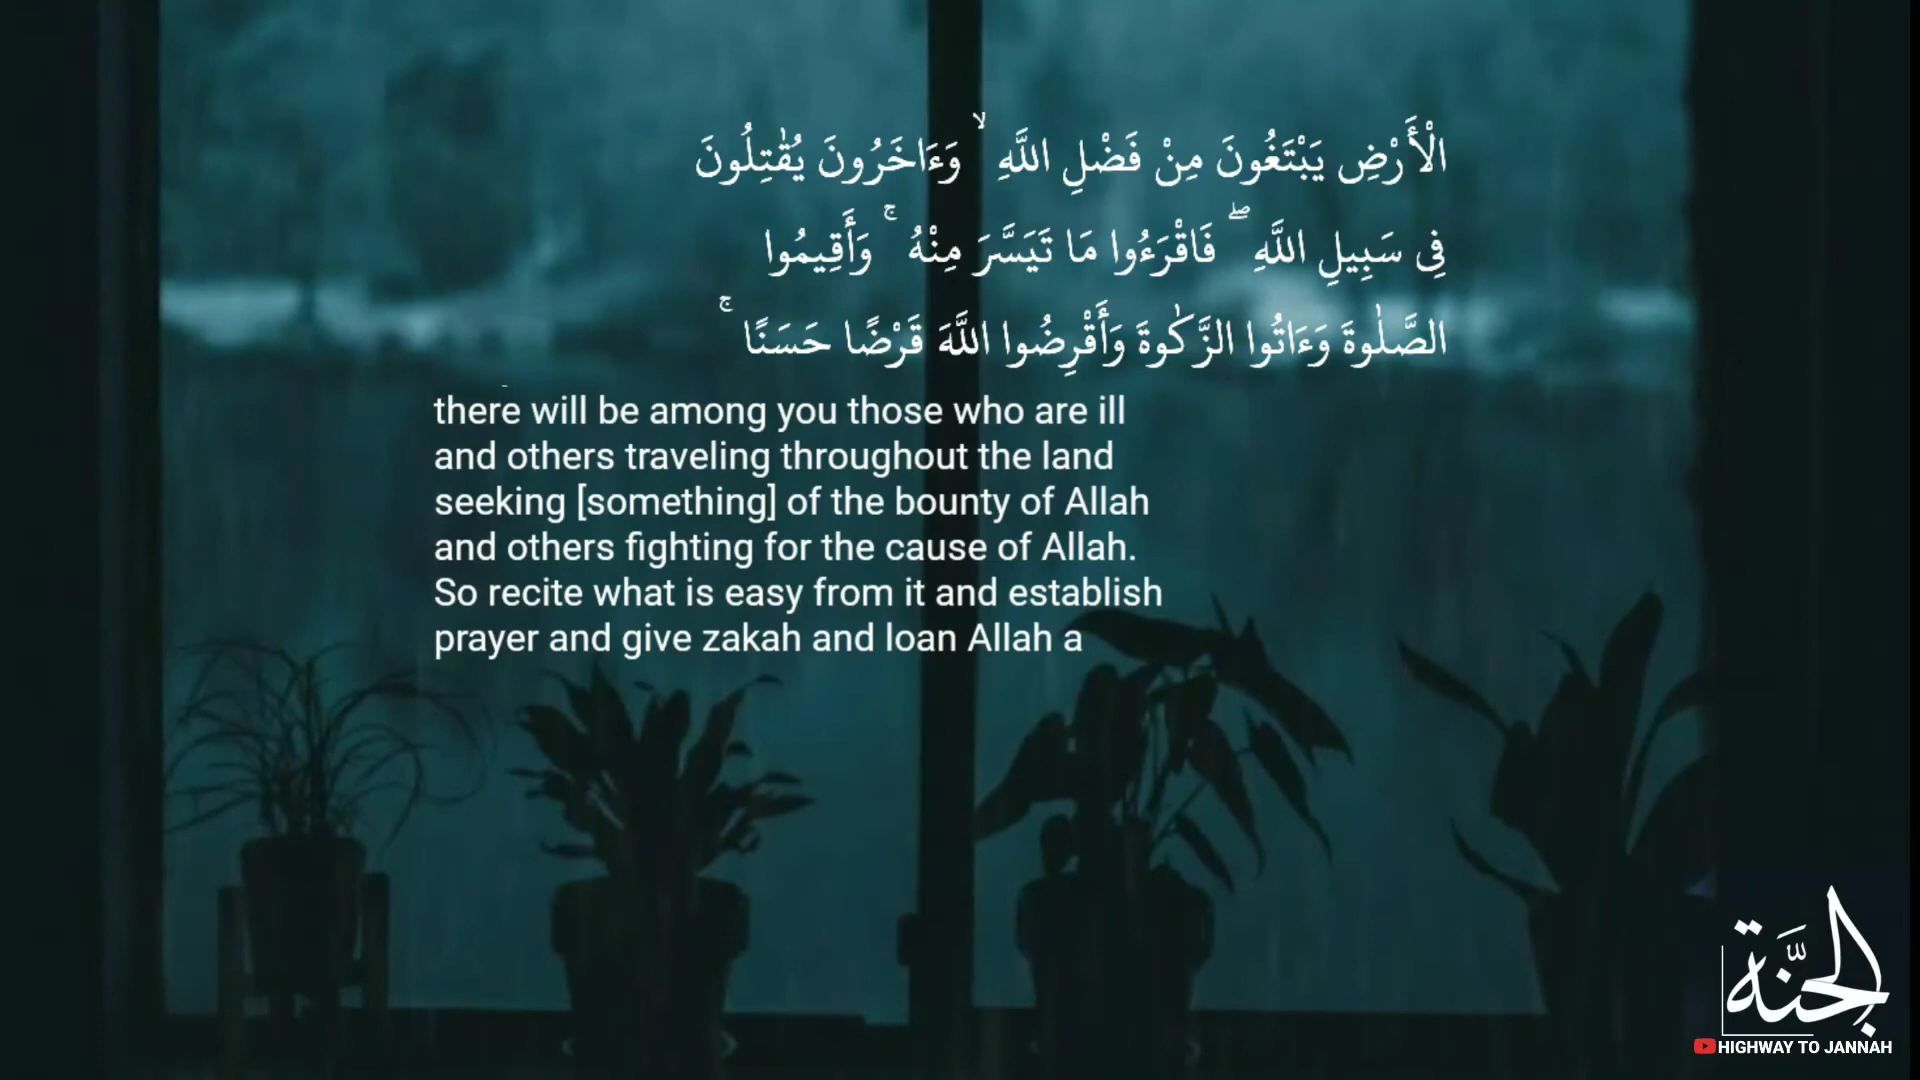 الْأَرْضِ يَبْتَغُونَ مِنْ فَضْلِ اللَّهِ ۙ وَءَاخَرُونَ يُقَٰتِلُونَ
فِى سَبِيلِ اللَّهِ ۖ فَاقْرَءُوا مَا تَيَسَّرَ مِنْهُ ۚ وَأَقِيمُوا
الصَّلَٰوةَ وَءَاتُوا الزَّكَٰوةَ وَأَقْرِضُوا اللَّهَ قَرْضًا حَسَنًا ۚ
there will be among you those who are ill
and others traveling throughout the land
seeking [something] of the bounty of Allah
and others fighting for the cause of Allah.
So recite what is easy from it and establish
prayer and give zakah and loan Allah a
الجنّة
HIGHWAY TO JANNAH